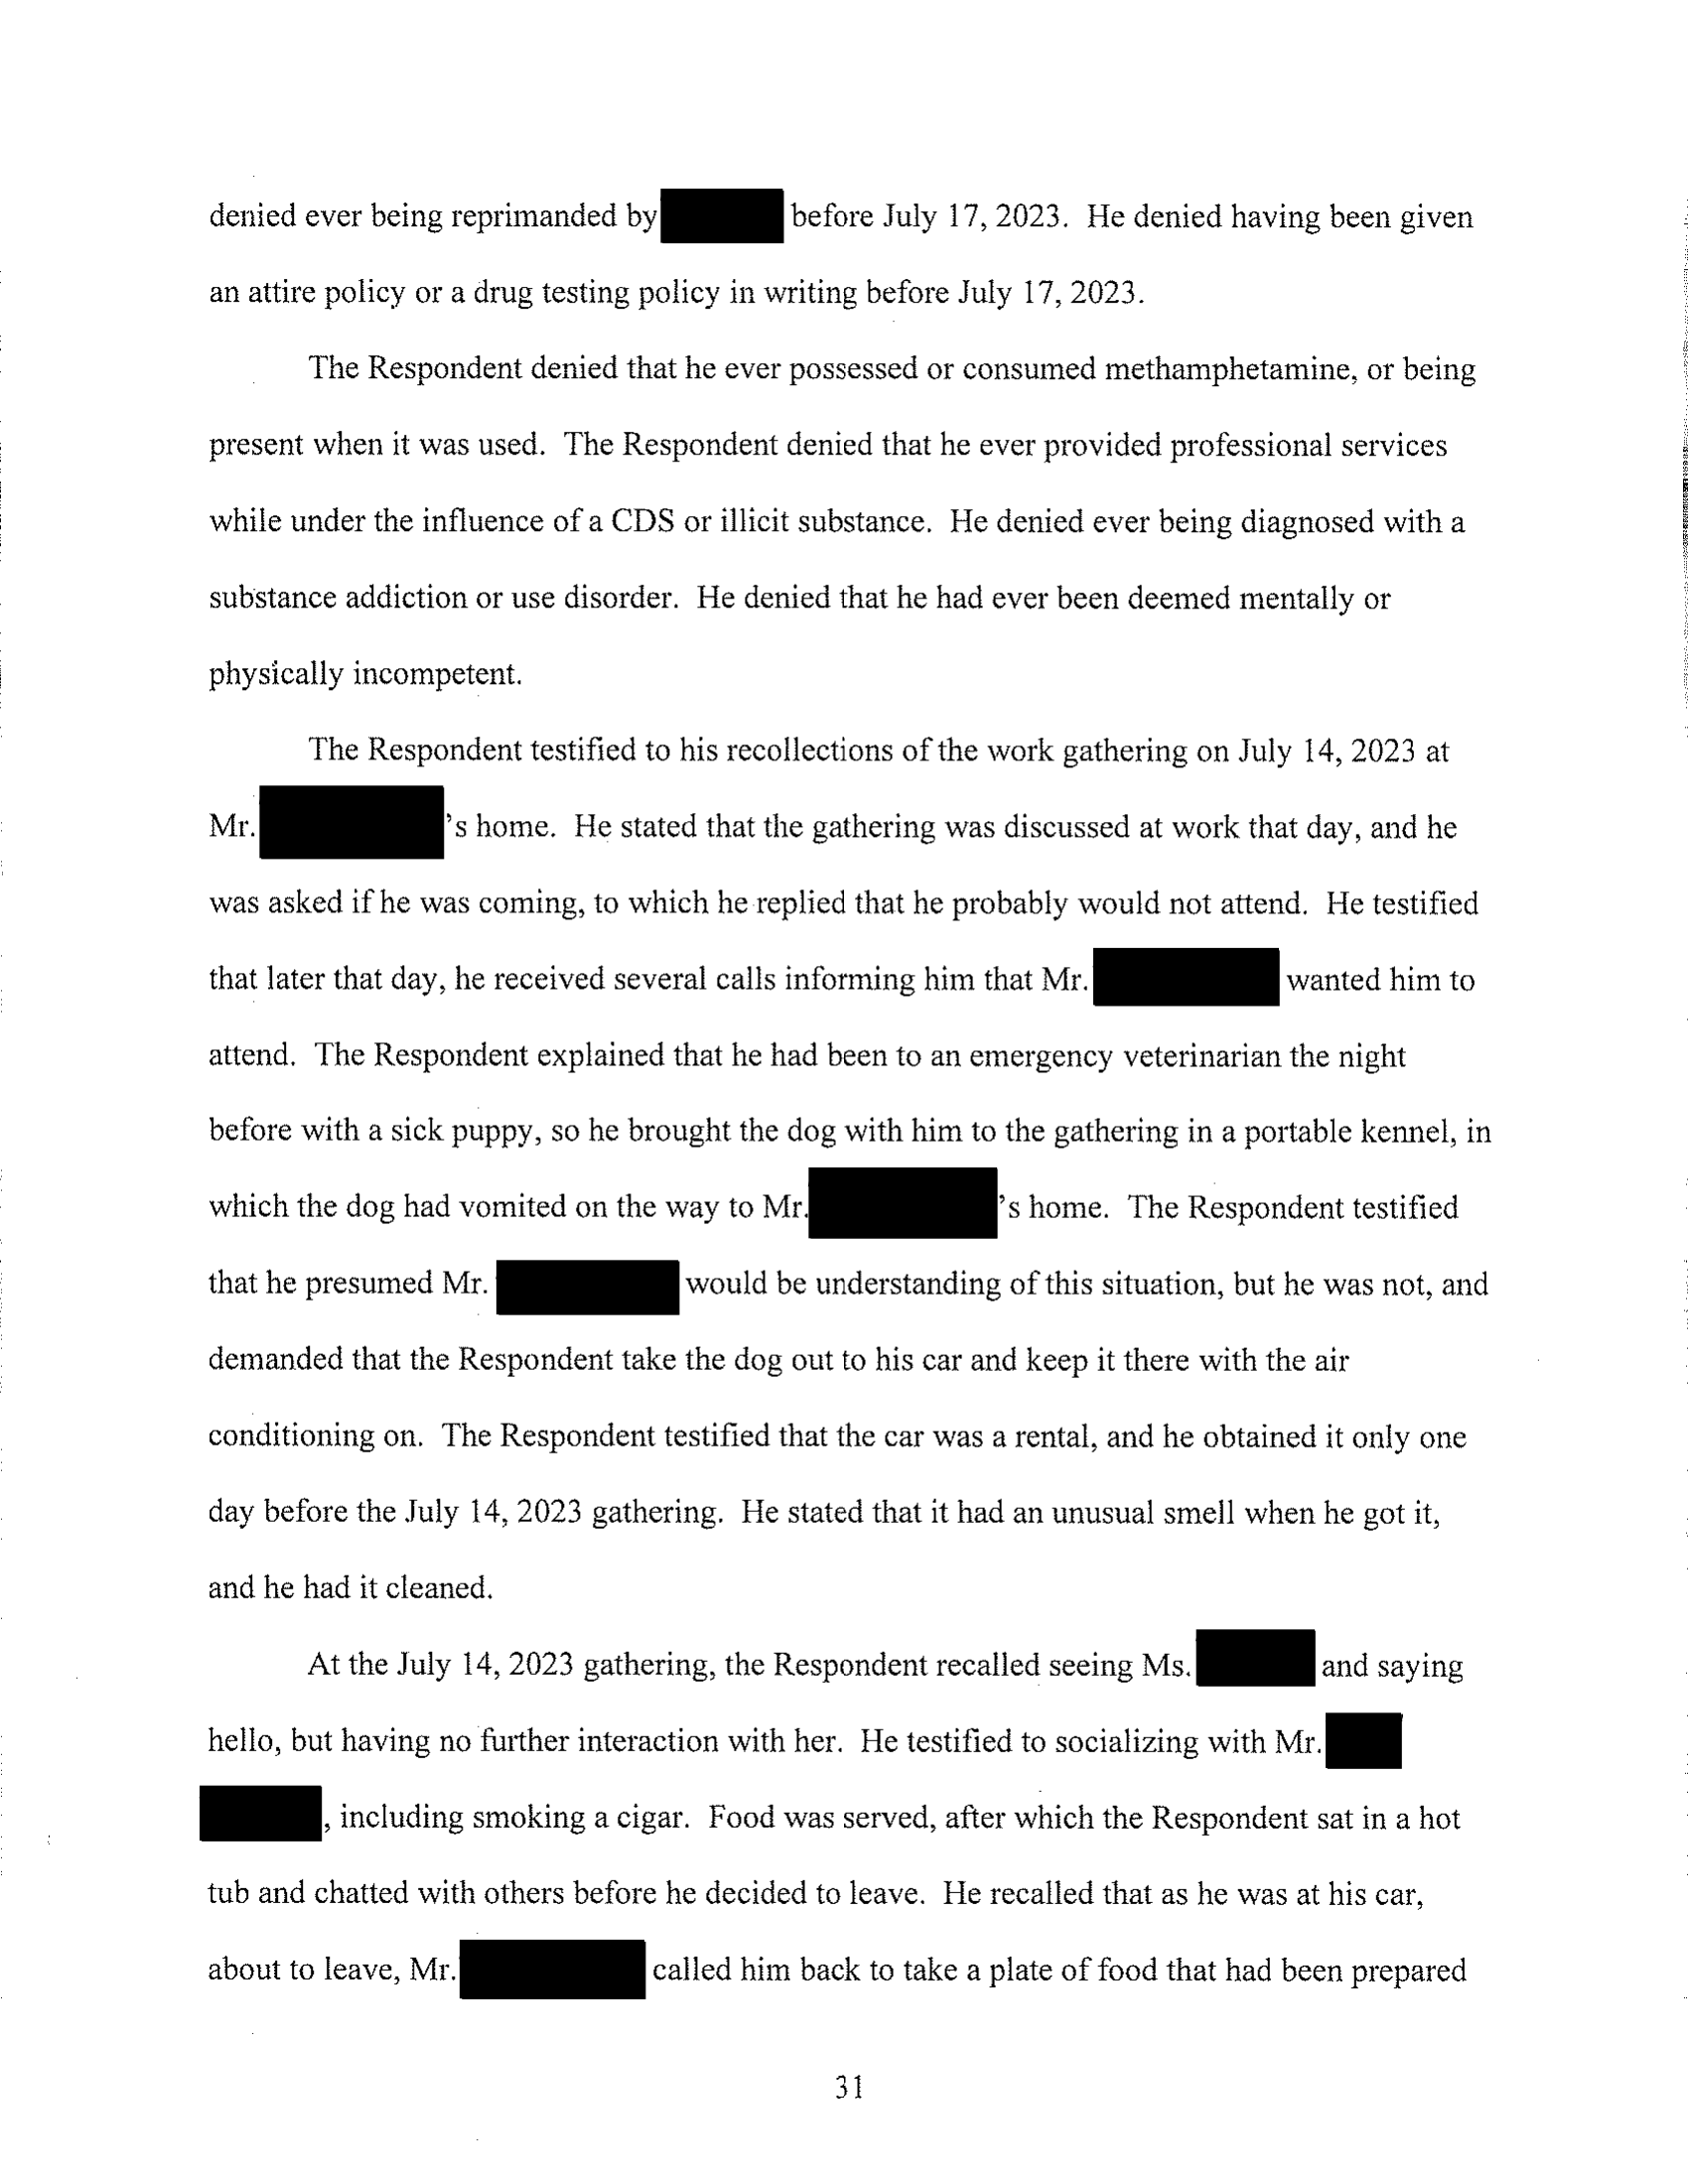 denied ever being reprimanded by before July 17, 2023. He denied having been given
an attire policy or a drug testing policy in writing before July 17, 2023.
The Respondent denied that he ever possessed or consumed methamphetamine, or being
present when it was used. The Respondent denied that he ever provided professional services
while under the influence of a CDS or illicit substance. He denied ever being diagnosed with a
substance addiction or use disorder. He denied that he had ever been deemed mentally or
physically incompetent.
The Respondent testified to his recollections of the work gathering on July 14, 2023 at
Mr. 's home. He stated that the gathering was discussed at work that day, and he
was asked if he was coming, to which he replied that he probably would not attend. He testified
that later that day, he received several calls informing him that Mr. wanted him to
attend. The Respondent explained that he had been to an emergency veterinarian the night
before with a sick puppy, so he brought the dog with him to the gathering in a portable kennel, in
which the dog had vomited on the way to Mr. 's home. The Respondent testified
that he presumed Mr. would be understanding of this situation, but he was not, and
demanded that the Respondent take the dog out to his car and keep it there with the air
conditioning on. The Respondent testified that the car was a rental, and he obtained it only one
day before the July 14, 2023 gathering. He stated that it had an unusual smell when he got it,
and he had it cleaned.
At the July 14, 2023 gathering, the Respondent recalled seeing Ms. and saying
hello, but having no further interaction with her. He testified to socializing with Mr.
, including smoking a cigar. Food was served, after which the Respondent sat in a hot
tub and chatted with others before he decided to leave. He recalled that as he was at his car,
about to leave, Mr. called him back to take a plate of food that had been prepared
31